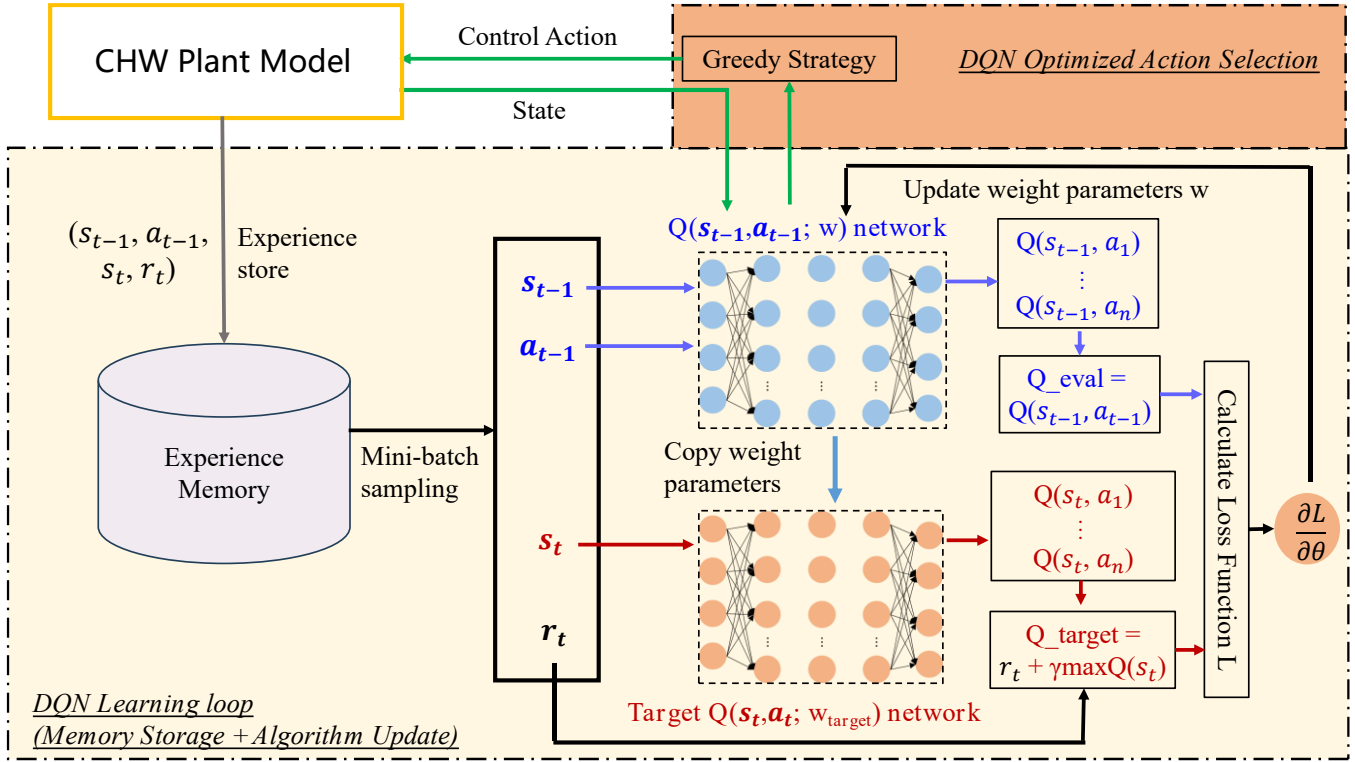 CHW Plant Model
Control Action
State
Greedy Strategy
DQN Optimized Action Selection
Update weight parameters w
(s_{t−1}, a_{t−1},
s_t, r_t)
Experience
store
Experience
Memory
Mini-batch
sampling
s_{t−1}
a_{t−1}
s_t
r_t
Q(s_{t-1},a_{t-1}; w) network
⋮
⋮
Copy weight
parameters
⋮
⋮
Target Q(s_t,a_t; w_{target}) network
Q(s_{t−1}, a_1)
⋮
Q(s_{t−1}, a_n)
Q_eval =
Q(s_{t−1}, a_{t−1})
Q(s_t, a_1)
⋮
Q(s_t, a_n)
Q_target =
r_t + γmaxQ(s_t)
Calculate Loss Function L
∂L
∂θ
DQN Learning loop
(Memory Storage + Algorithm Update)